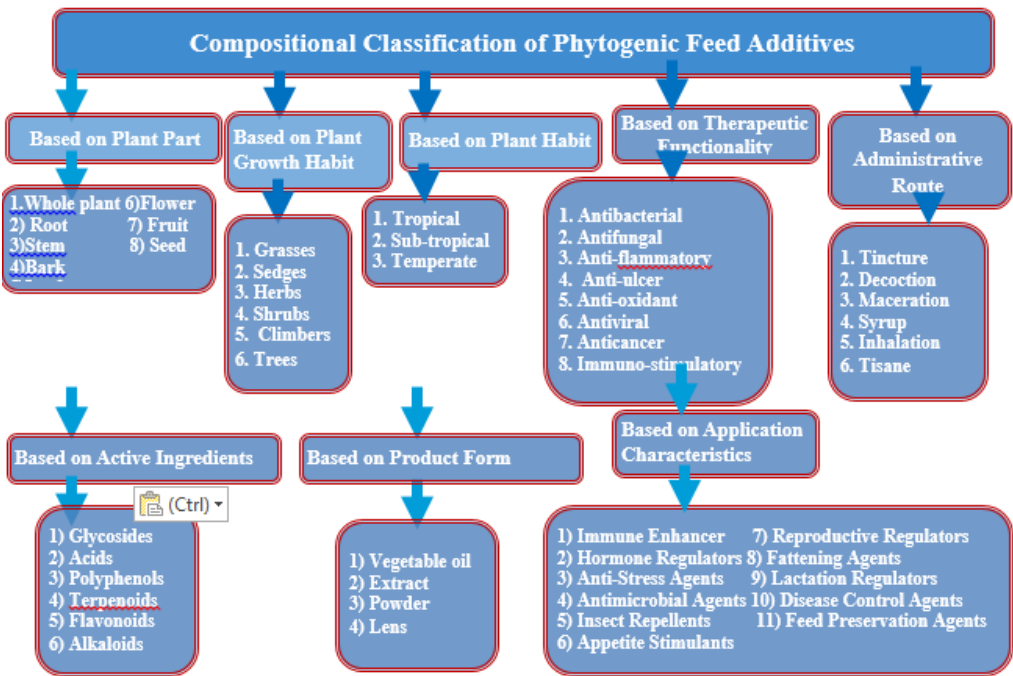 Compositional Classification of Phytogenic Feed Additives
Based on Plant Part
Based on Plant
Growth Habit
Based on Plant Habit
Based on Therapeutic
Functionality
Based on
Administrative
Route
1.Whole plant 6)Flower
2) Root 7) Fruit
3)Stem 8) Seed
4)Bark
1. Grasses
2. Sedges
3. Herbs
4. Shrubs
5. Climbers
6. Trees
1. Tropical
2. Sub-tropical
3. Temperate
1. Antibacterial
2. Antifungal
3. Anti-flammatory
4. Anti-ulcer
5. Anti-oxidant
6. Antiviral
7. Anticancer
8. Immuno-stimulatory
1. Tincture
2. Decoction
3. Maceration
4. Syrup
5. Inhalation
6. Tisane
Based on Active Ingredients
Based on Product Form
Based on Application
Characteristics
(Ctrl)
1) Glycosides
2) Acids
3) Polyphenols
4) Terpenoids
5) Flavonoids
6) Alkaloids
1) Vegetable oil
2) Extract
3) Powder
4) Lens
1) Immune Enhancer 7) Reproductive Regulators
2) Hormone Regulators 8) Fattening Agents
3) Anti-Stress Agents 9) Lactation Regulators
4) Antimicrobial Agents 10) Disease Control Agents
5) Insect Repellents 11) Feed Preservation Agents
6) Appetite Stimulants